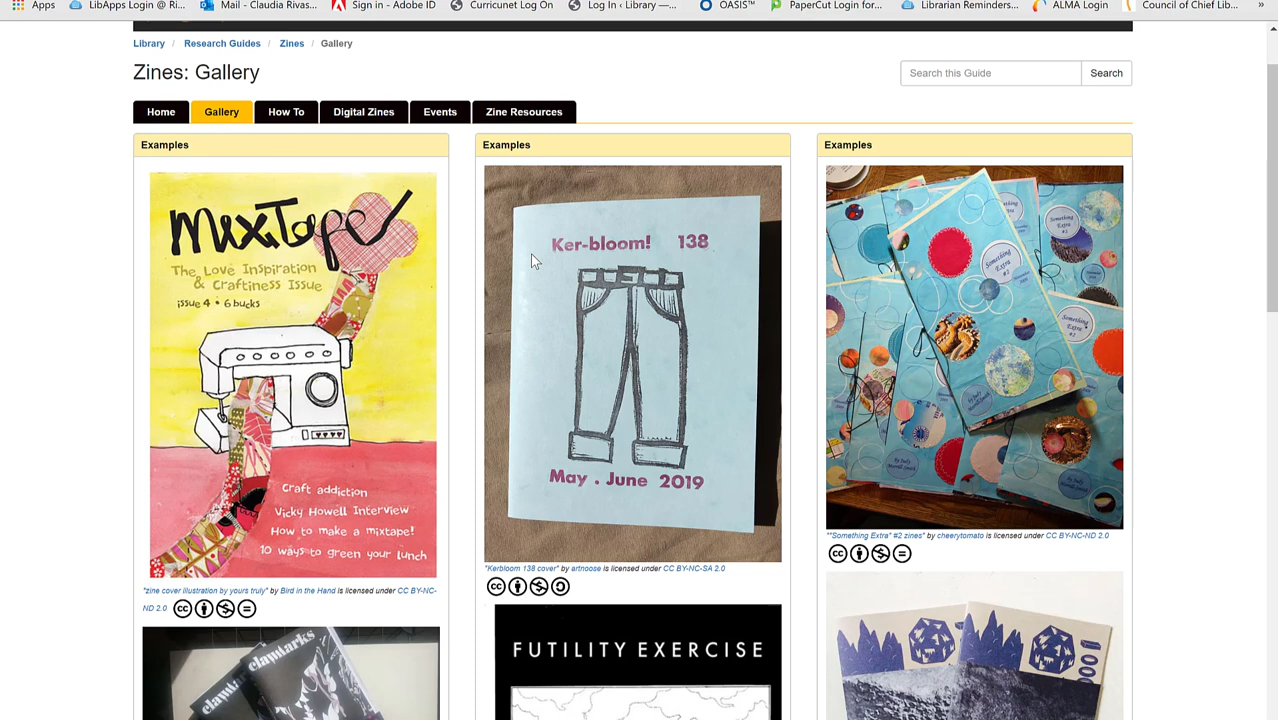 Apps
LibApps Login @ C...
Mail - Claudia Rivas...
Sign in - Adobe ID
Curricunet Log On
Log In ‹ Library —...
OASIS™
PaperCut Login for ...
Librarian Reminders...
ALMA Login
Council of Chief Lib...
»
Library / Research Guides / Zines / Gallery
Zines: Gallery
Search this Guide
Search
Home
Gallery
How To
Digital Zines
Events
Zine Resources
Examples
mixTape
The Love Inspiration
& Craftiness Issue
issue 4 • 6 bucks
Craft addiction
Vicky Howell Interview
How to make a mixtape!
10 ways to green your lunch
"zine cover illustration by yours truly" by Bird in the Hand is licensed under CC BY-NC-
ND 2.0
clamlarks
Examples
Ker-bloom! 138
May . June 2019
"Kerbloom 138 cover" by artnoose is licensed under CC BY-NC-SA 2.0
FUTILITY EXERCISE
Examples
Something
Extra
#2
Something
Extra
#2
""Something Extra" #2 zines" by cheerytomato is licensed under CC BY-NC-ND 2.0